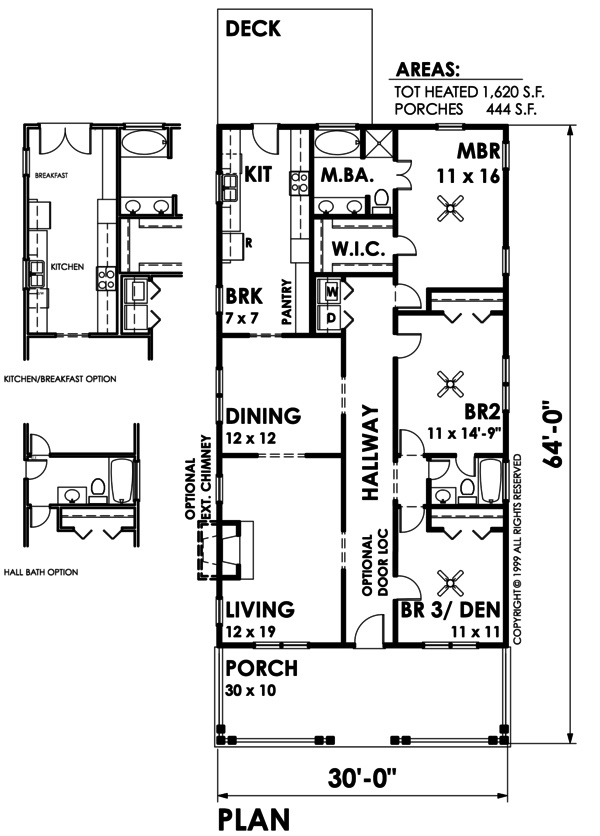 DECK
AREAS:
TOT HEATED 1,620 S.F.
PORCHES 444 S.F.
BREAKFAST
KITCHEN
KITCHEN/BREAKFAST OPTION
HALL BATH OPTION
KIT
R
BRK
7 x 7
PANTRY
M.BA.
W.I.C.
W
D
MBR
11 x 16
DINING
12 x 12
HALLWAY
BR2
11 x 14'-9"
OPTIONAL
EXT. CHIMNEY
LIVING
12 x 19
OPTIONAL
DOOR LOC
BR 3/ DEN
11 x 11
COPYRIGHT © 1999 ALL RIGHTS RESERVED
64'-0"
PORCH
30 x 10
30'-0"
PLAN